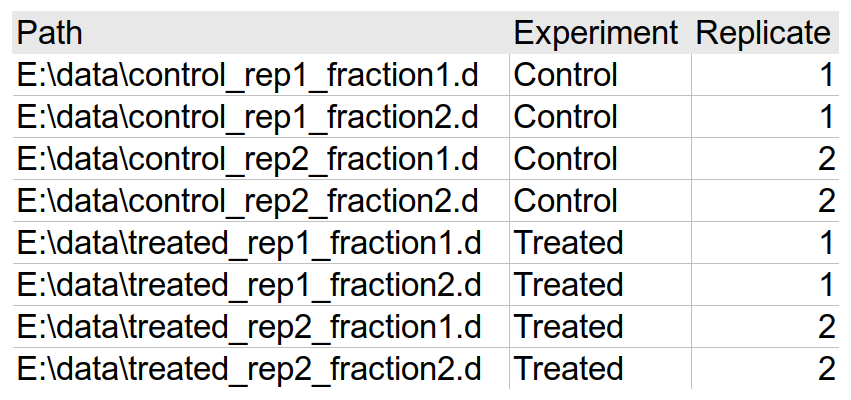 Path Experiment Replicate
E:\data\control_rep1_fraction1.d Control 1
E:\data\control_rep1_fraction2.d Control 1
E:\data\control_rep2_fraction1.d Control 2
E:\data\control_rep2_fraction2.d Control 2
E:\data\treated_rep1_fraction1.d Treated 1
E:\data\treated_rep1_fraction2.d Treated 1
E:\data\treated_rep2_fraction1.d Treated 2
E:\data\treated_rep2_fraction2.d Treated 2